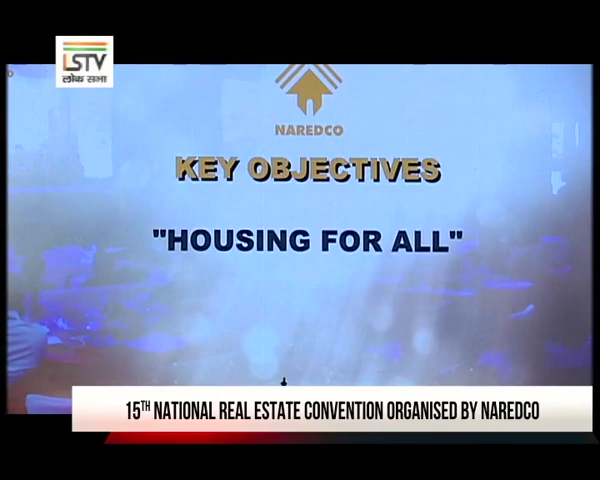 LSTV
लोक सभा
NAREDCO
KEY OBJECTIVES
"HOUSING FOR ALL"
15TH NATIONAL REAL ESTATE CONVENTION ORGANISED BY NAREDCO